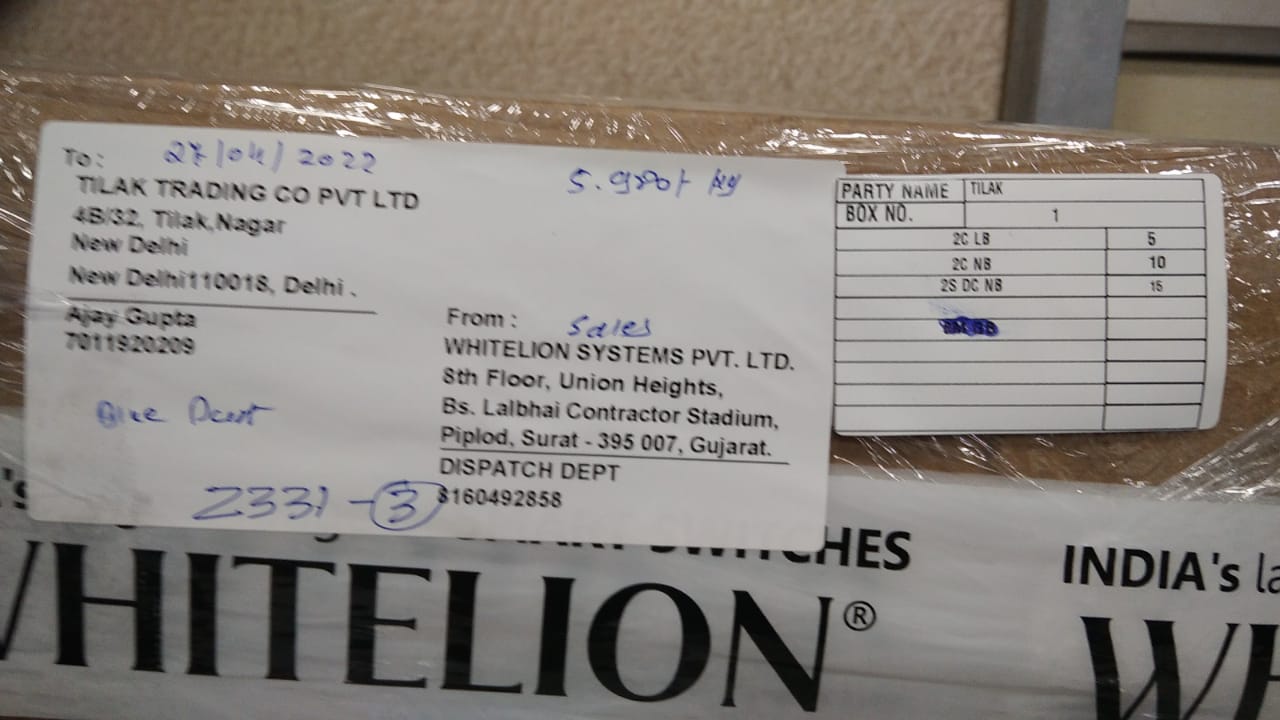 To: 27/04/2022
TILAK TRADING CO PVT LTD
4B/32, Tilak,Nagar
New Delhi
New Delhi110018, Delhi .
Ajay Gupta
7011920209
Blue Dart
2331-3
kg
From : Sales
WHITELION SYSTEMS PVT. LTD.
8th Floor, Union Heights,
Bs. Lalbhai Contractor Stadium,
Piplod, Surat - 395 007, Gujarat.
DISPATCH DEPT
8160492858
PARTY NAME TILAK
BOX NO. 1
2C LB 5
2C NB 10
2S DC NB 15
WHITELION®
INDIA's